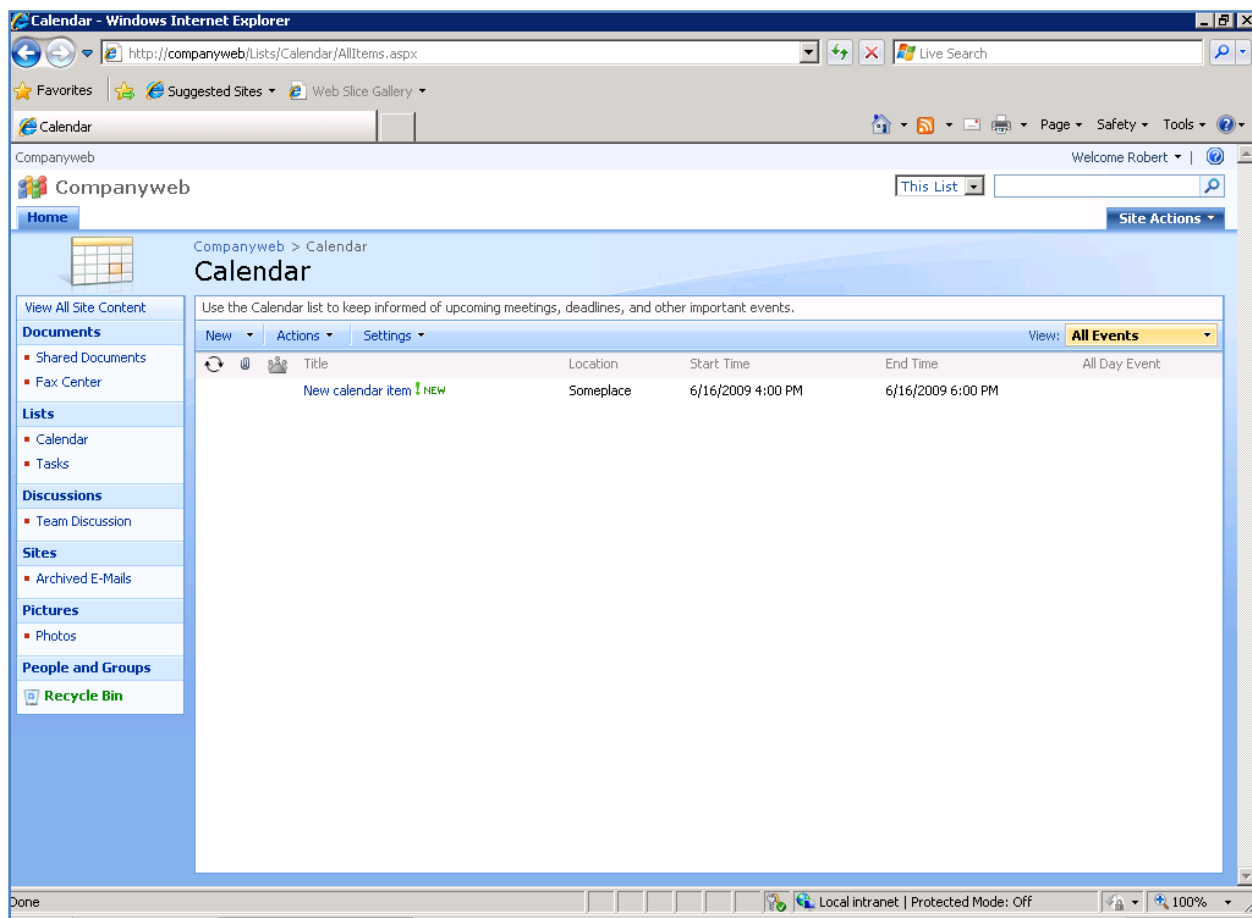 Calendar - Windows Internet Explorer
http://companyweb/Lists/Calendar/AllItems.aspx
Live Search
Favorites Suggested Sites Web Slice Gallery
Calendar Page Safety Tools
Companyweb Welcome Robert |
Companyweb This List
Home Site Actions
Companyweb > Calendar
Calendar
View All Site Content
Documents
Shared Documents
Fax Center
Lists
Calendar
Tasks
Discussions
Team Discussion
Sites
Archived E-Mails
Pictures
Photos
People and Groups
Recycle Bin
Use the Calendar list to keep informed of upcoming meetings, deadlines, and other important events.
New Actions Settings View: All Events
Title Location Start Time End Time All Day Event
New calendar item ! NEW Someplace 6/16/2009 4:00 PM 6/16/2009 6:00 PM
Done Local intranet | Protected Mode: Off 100%